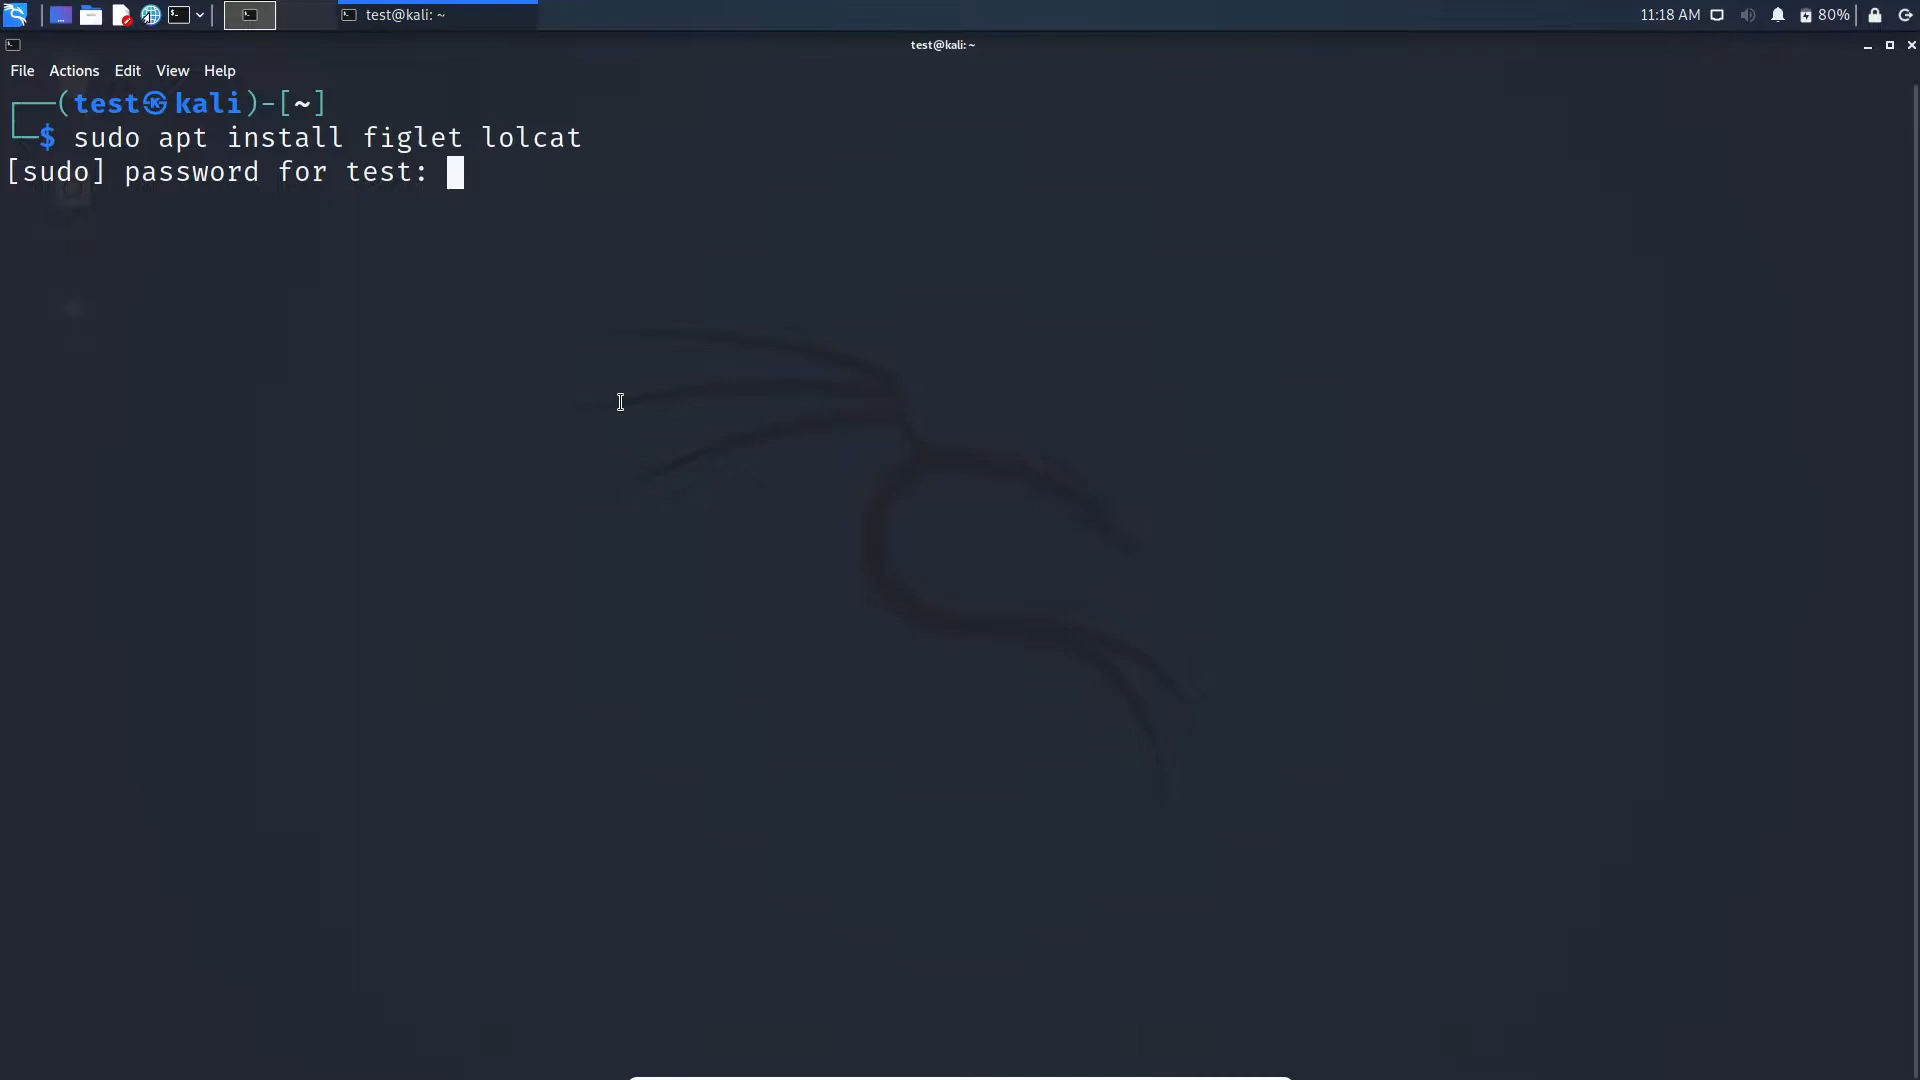 test@kali: ~
11:18 AM
80%
test@kali: ~
File Actions Edit View Help
┌──(test㉿kali)-[~]
└─$ sudo apt install figlet lolcat
[sudo] password for test: